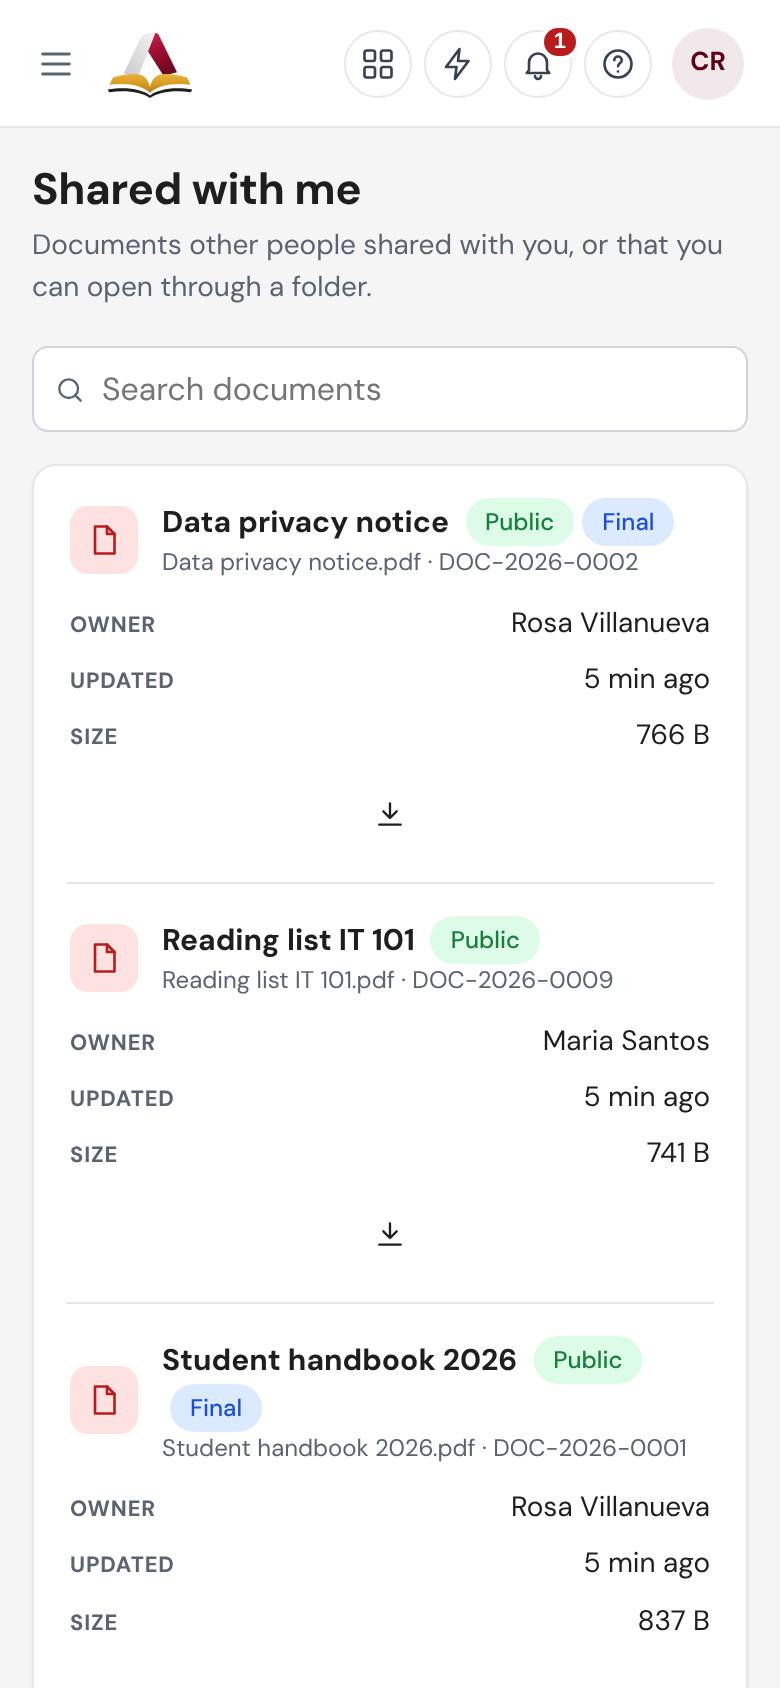 1
CR
Shared with me
Documents other people shared with you, or that you
can open through a folder.
Search documents
Data privacy notice Public Final
Data privacy notice.pdf · DOC-2026-0002
OWNER Rosa Villanueva
UPDATED 5 min ago
SIZE 766 B
Reading list IT 101 Public
Reading list IT 101.pdf · DOC-2026-0009
OWNER Maria Santos
UPDATED 5 min ago
SIZE 741 B
Student handbook 2026 Public
Final
Student handbook 2026.pdf · DOC-2026-0001
OWNER Rosa Villanueva
UPDATED 5 min ago
SIZE 837 B